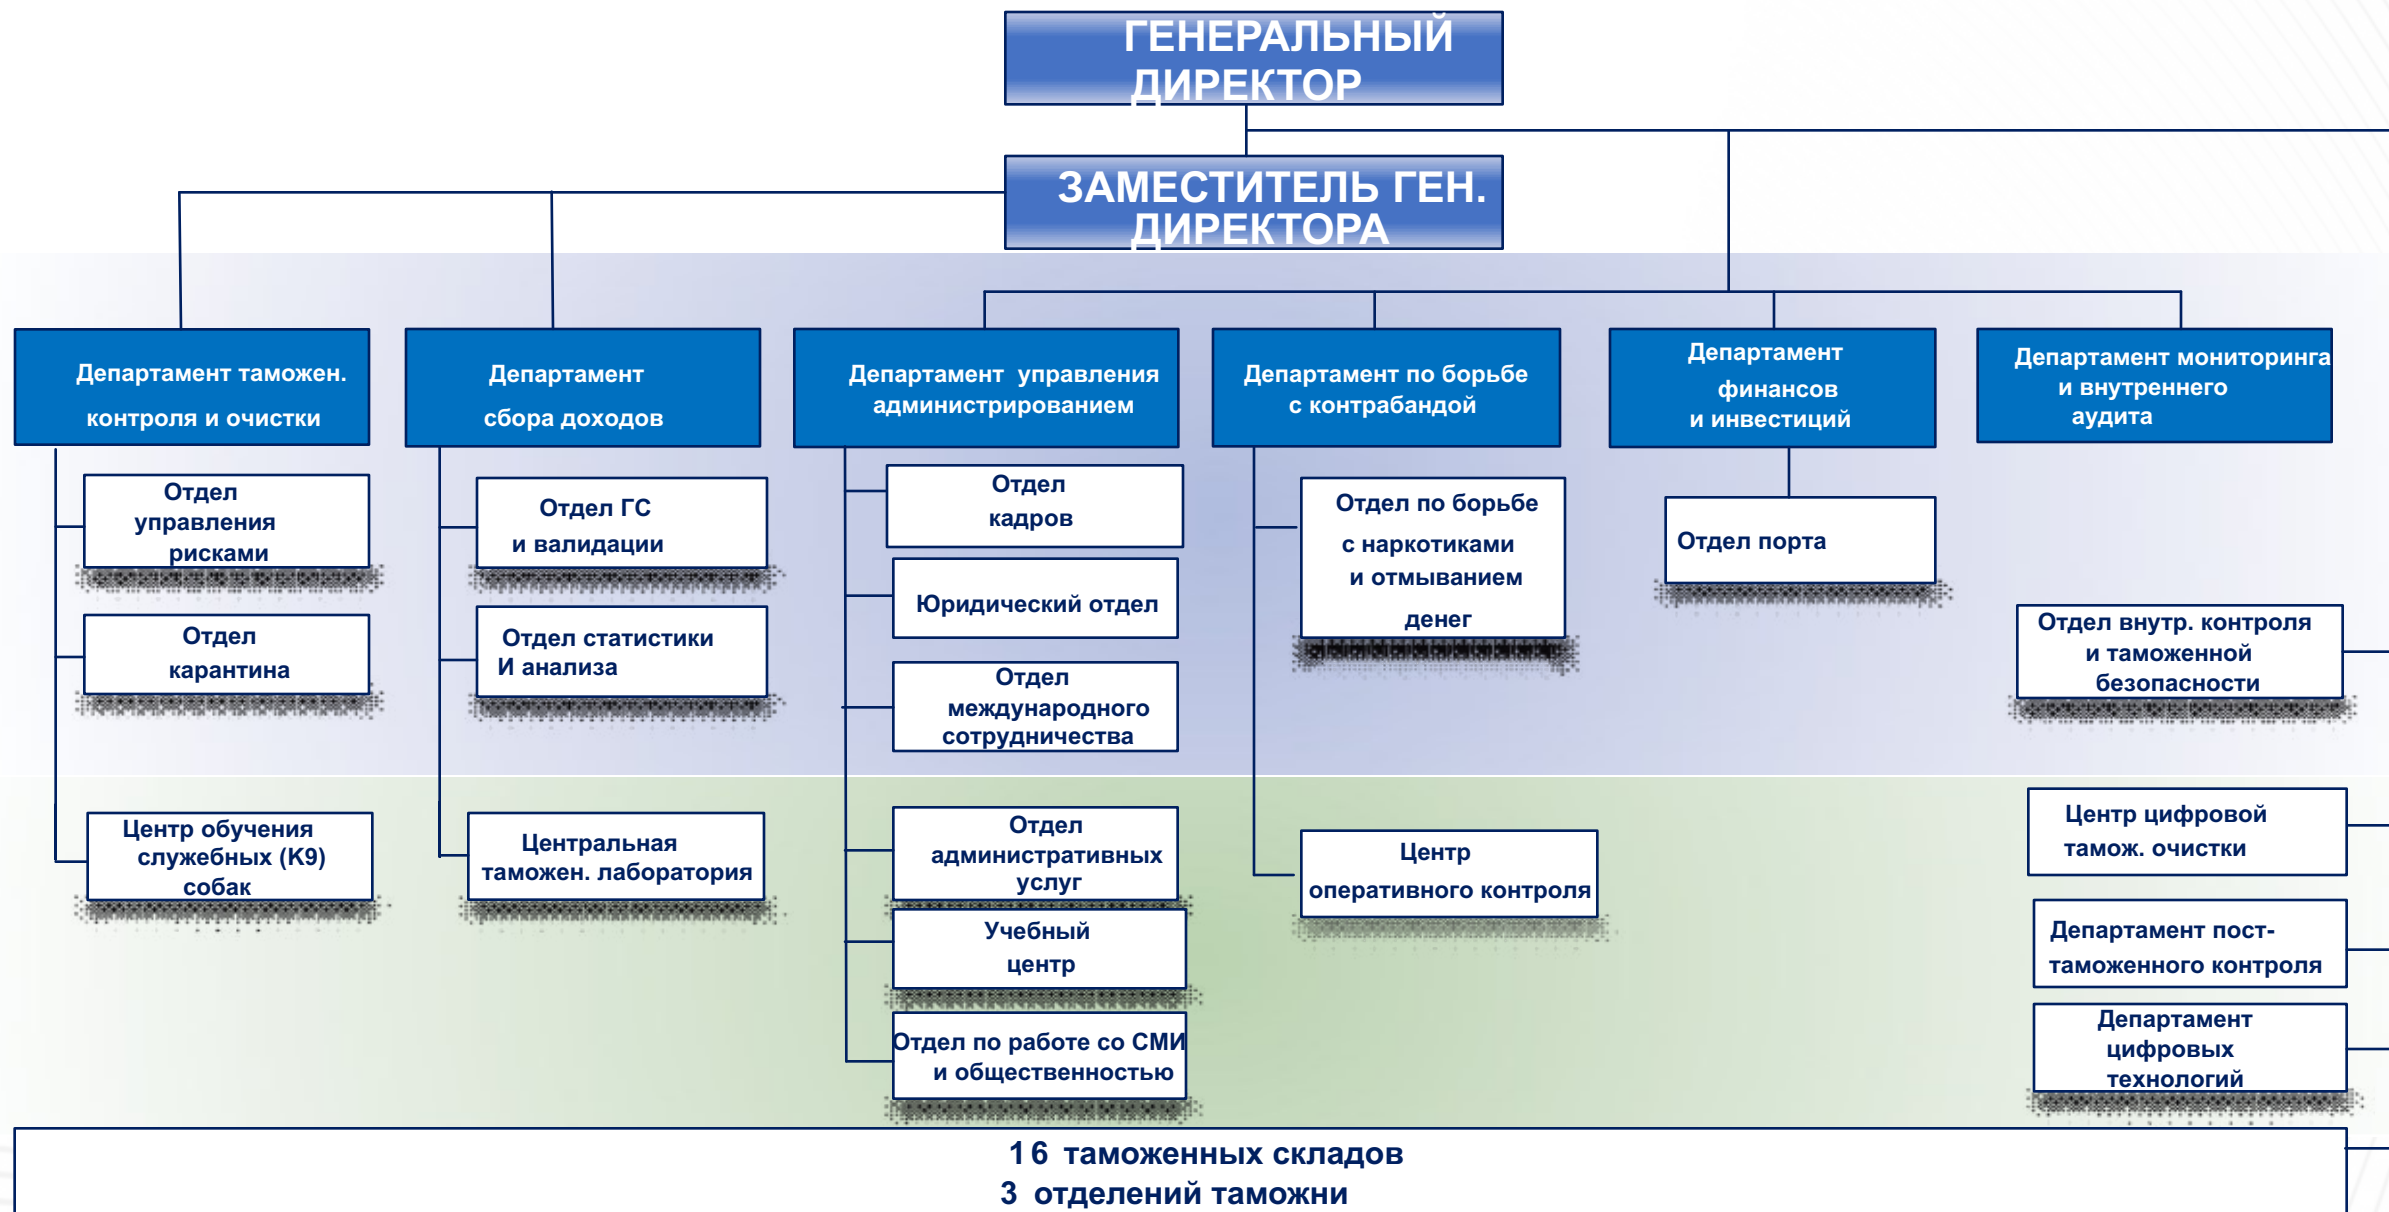 ГЕНЕРАЛЬНЫЙ
ДИРЕКТОР
ЗАМЕСТИТЕЛЬ ГЕН.
ДИРЕКТОРА
Департамент таможен.
контроля и очистки
Департамент
сбора доходов
Департамент управления
администрированием
Департамент по борьбе
с контрабандой
Департамент
финансов
и инвестиций
Департамент мониторинга
и внутреннего
аудита
Отдел
управления
рисками
Отдел
карантина
Центр обучения
служебных (K9)
собак
Отдел ГС
и валидации
Отдел статистики
И анализа
Центральная
таможен. лаборатория
Отдел
кадров
Юридический отдел
Отдел
международного
сотрудничества
Отдел
административных
услуг
Учебный
центр
Отдел по работе со СМИ
и общественностью
Отдел по борьбе
с наркотиками
и отмыванием
денег
Центр
оперативного контроля
Отдел порта
Отдел внутр. контроля
и таможенной
безопасности
Центр цифровой
тамож. очистки
Департамент пост-
таможенного контроля
Департамент
цифровых
технологий
16 таможенных складов
3 отделений таможни